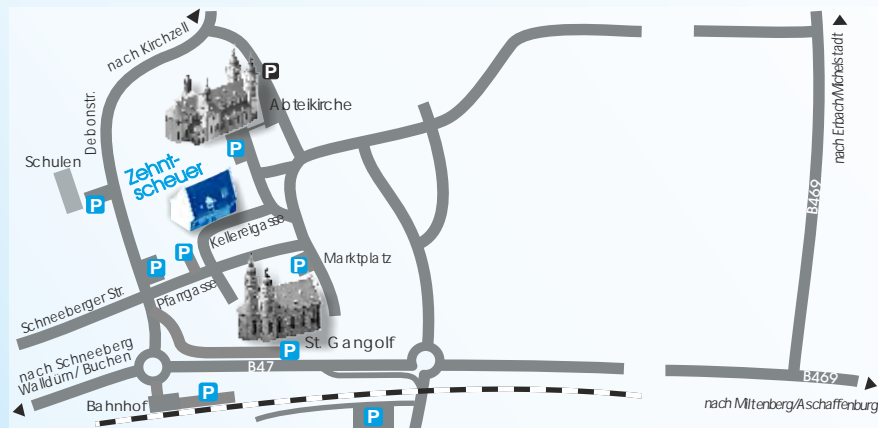 nach Kirchzell
P
Abteikirche
Debonstr.
P
Schulen
Zehnt-
scheuer
P
nach Erbach/Michelstadt
B469
Kellereigasse
P
P
P
Marktplatz
Pfarrgasse
Schneeberger Str.
St. Gangolf
P
nach Schneeberg
Walldürn/Buchen
B47
B469
P
Bahnhof
P
nach Miltenberg/Aschaffenburg